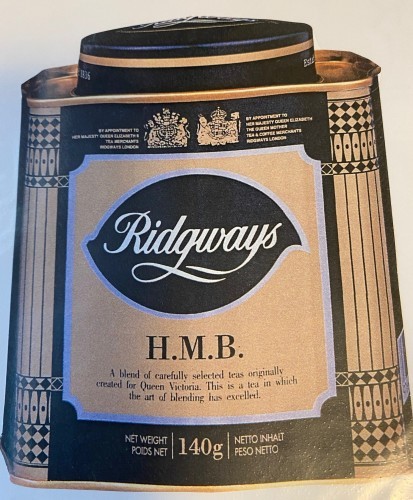 1836
Est
BY APPOINTMENT TO
HER MAJESTY QUEEN ELIZABETH II
TEA MERCHANTS
RIDGWAYS LONDON
BY APPOINTMENT TO
HER MAJESTY QUEEN ELIZABETH
THE QUEEN MOTHER
TEA & COFFEE MERCHANTS
RIDGWAYS LONDON
Ridgways
H.M.B.
A blend of carefully selected teas originally
created for Queen Victoria. This is a tea in which
the art of blending has excelled.
NET WEIGHT
POIDS NET
140g
NETTO INHALT
PESO NETTO